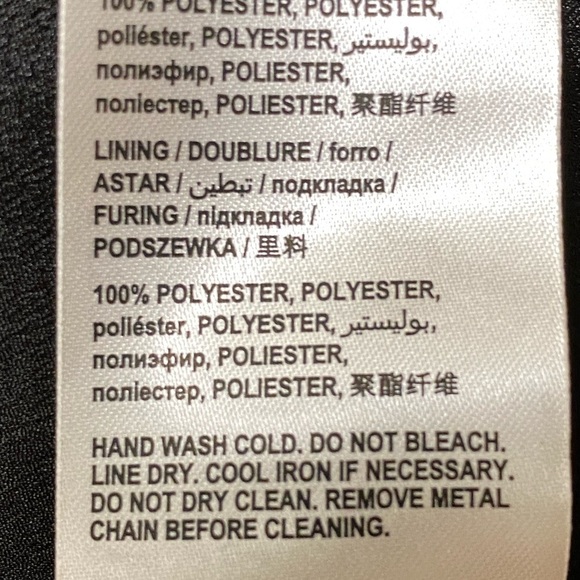 100% POLYESTER, POLYESTER,
poliéster, POLYESTER, بوليستير,
полиэфир, POLIESTER,
поліестер, POLIESTER, 聚酯纤维
LINING / DOUBLURE / forro /
ASTAR / تبطين / подкладка /
FURING / підкладка /
PODSZEWKA / 里料
100% POLYESTER, POLYESTER,
poliéster, POLYESTER, بوليستير,
полиэфир, POLIESTER,
поліестер, POLIESTER, 聚酯纤维
HAND WASH COLD. DO NOT BLEACH.
LINE DRY. COOL IRON IF NECESSARY.
DO NOT DRY CLEAN. REMOVE METAL
CHAIN BEFORE CLEANING.